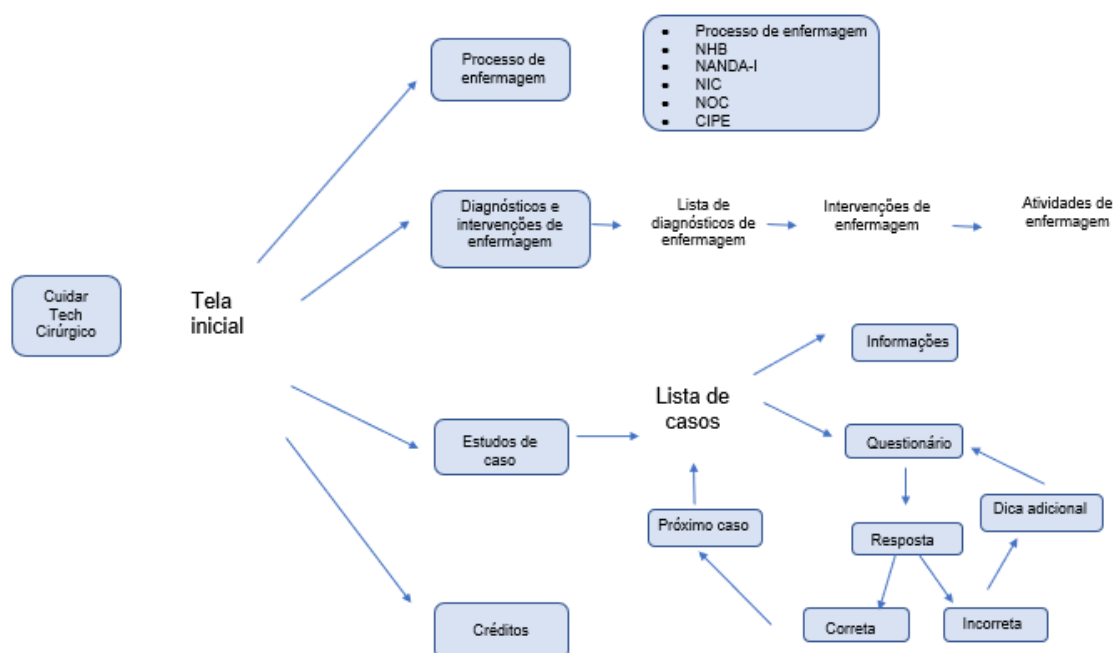 Cuidar
Tech
Cirúrgico
Tela
inicial
Processo de
enfermagem
Processo de enfermagem
NHB
NANDA-I
NIC
NOC
CIPE
Diagnósticos e
intervenções de
enfermagem
Lista de
diagnósticos de
enfermagem
Intervenções de
enfermagem
Atividades de
enfermagem
Estudos de
caso
Lista de
casos
Informações
Questionário
Resposta
Dica adicional
Correta
Incorreta
Próximo caso
Créditos